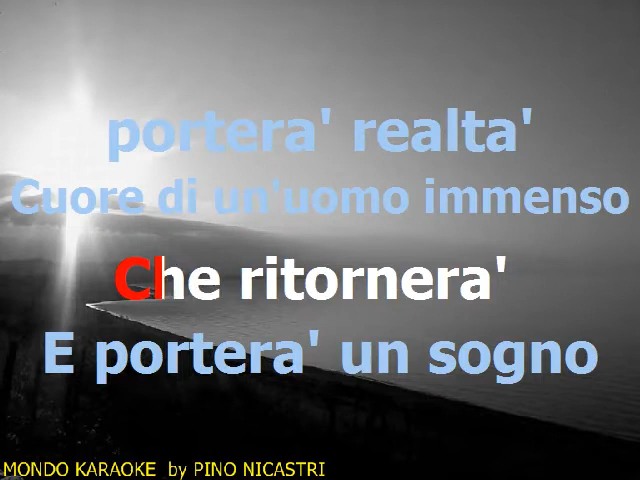 portera' realta'
Cuore di un'uomo immenso
Che ritornera'
E portera' un sogno
MONDO KARAOKE by PINO NICASTRI